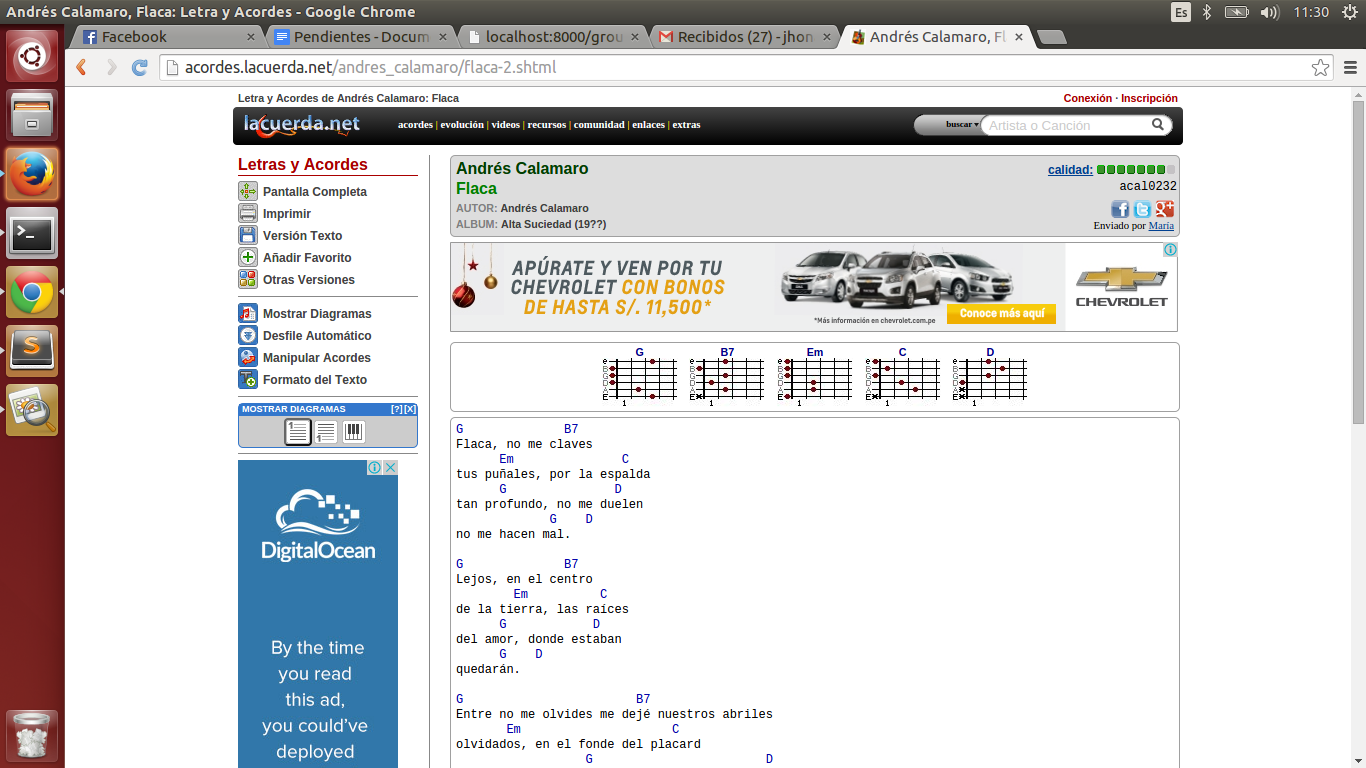 Andrés Calamaro, Flaca: Letra y Acordes - Google Chrome
Es
11:30
Facebook
Pendientes - Docum
localhost:8000/grou
Recibidos (27) - jhon
Andrés Calamaro, Fl
acordes.lacuerda.net/andres_calamaro/flaca-2.shtml
Letra y Acordes de Andrés Calamaro: Flaca
Conexión · Inscripción
lacuerda.net
acordes | evolución | videos | recursos | comunidad | enlaces | extras
buscar
Artista o Canción
Letras y Acordes
Pantalla Completa
Imprimir
Versión Texto
Añadir Favorito
Otras Versiones
Mostrar Diagramas
Desfile Automático
Manipular Acordes
Formato del Texto
MOSTRAR DIAGRAMAS [?] [X]
DigitalOcean
By the time
you read
this ad,
you could've
deployed
Andrés Calamaro
Flaca
AUTOR: Andrés Calamaro
ALBUM: Alta Suciedad (19??)
calidad:
acal0232
Enviado por María
APÚRATE Y VEN POR TU
CHEVROLET CON BONOS
DE HASTA S/. 11,500*
*Más información en chevrolet.com.pe
Conoce más aquí
CHEVROLET
G B7 Em C D
e e e e e
B B B B B
G G G G G
D D D D D
A A A A A
E E E E E
1 1 1 1 1
G B7
Flaca, no me claves
Em C
tus puñales, por la espalda
G D
tan profundo, no me duelen
G D
no me hacen mal.
G B7
Lejos, en el centro
Em C
de la tierra, las raíces
G D
del amor, donde estaban
G D
quedarán.
G B7
Entre no me olvides me dejé nuestros abriles
Em C
olvidados, en el fonde del placard
G D